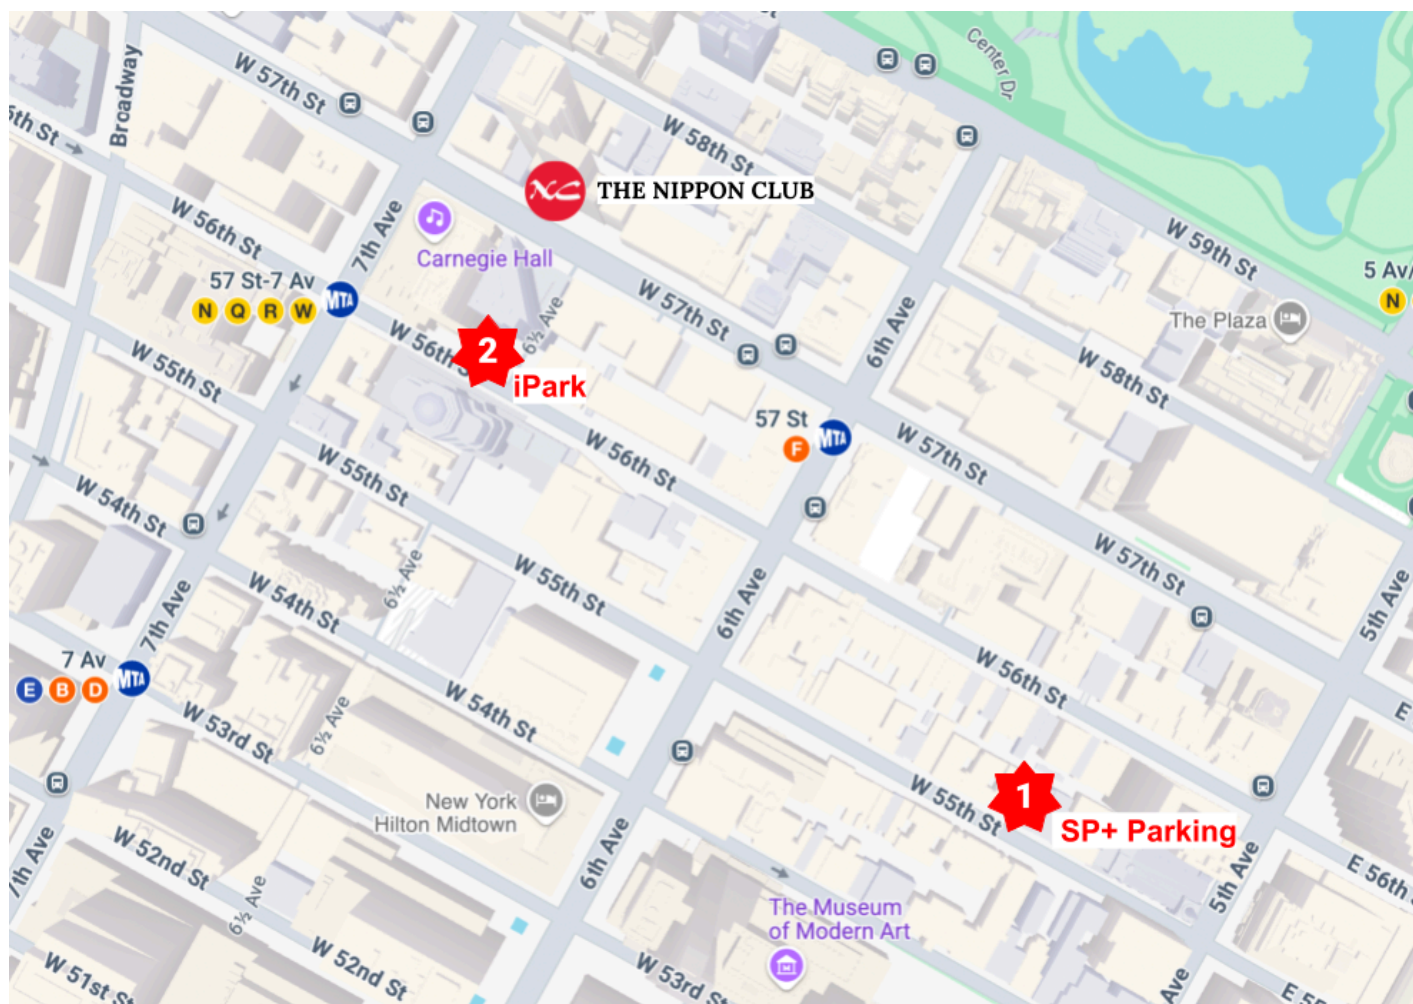 Broadway
W 57th St
5th St
Center Dr
W 58th St
NC THE NIPPON CLUB
W 56th St
7th Ave
Carnegie Hall
W 59th St
5 Av/
N
57 St-7 Av
N Q R W MTA
W 57th St
6½ Ave
6th Ave
The Plaza
W 56th S
2
iPark
W 55th St
W 58th St
57 St
F MTA
W 57th St
W 56th St
W 55th St
W 54th St
W 57th St
6½ Ave
W 55th St
W 54th St
7th Ave
6th Ave
5th Ave
7 Av
E B D MTA
W 56th St
E
W 54th St
W 53rd St
6½ Ave
1
SP+ Parking
W 55th St
New York
Hilton Midtown
W 52nd St
7th Ave
6th Ave
5th Ave
E 56th
6½ Ave
The Museum
of Modern Art
W 52nd St
W 53rd St
W 51st St
Ave
E 55